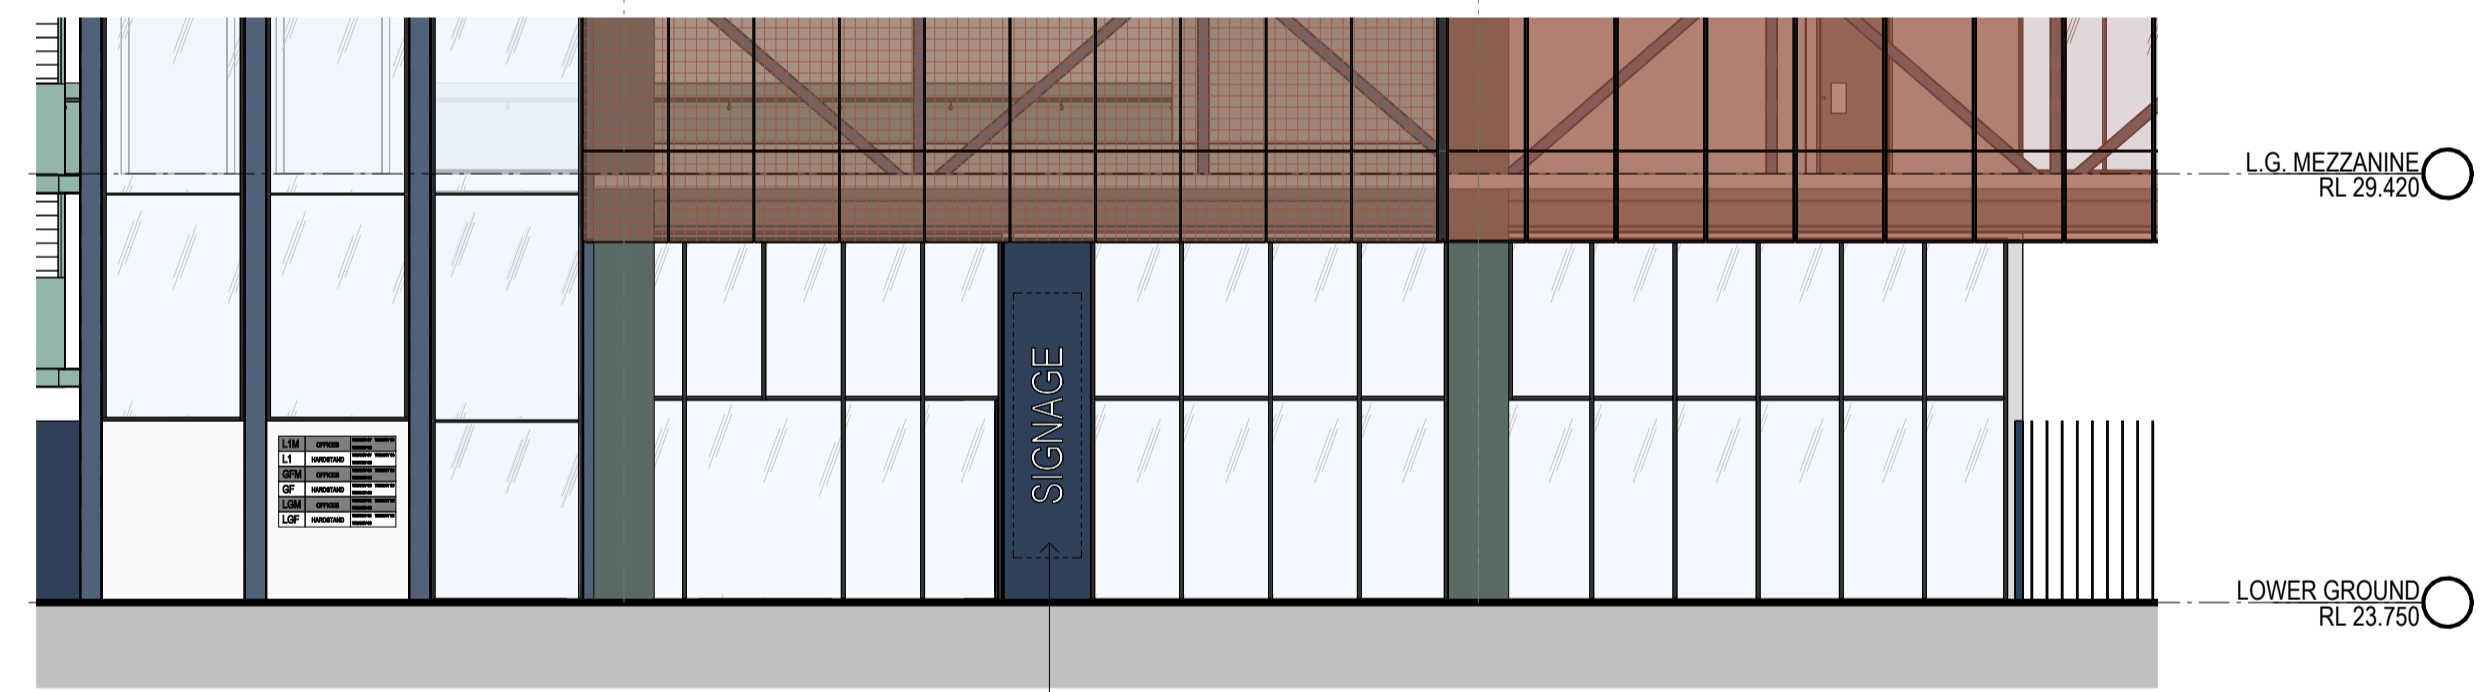 L.G. MEZZANINE
RL 29.420
SIGNAGE
L1M OFFICES
L1 HARDSTAND
GFM OFFICES
GF HARDSTAND
LGM OFFICES
LGF HARDSTAND
LOWER GROUND
RL 23.750